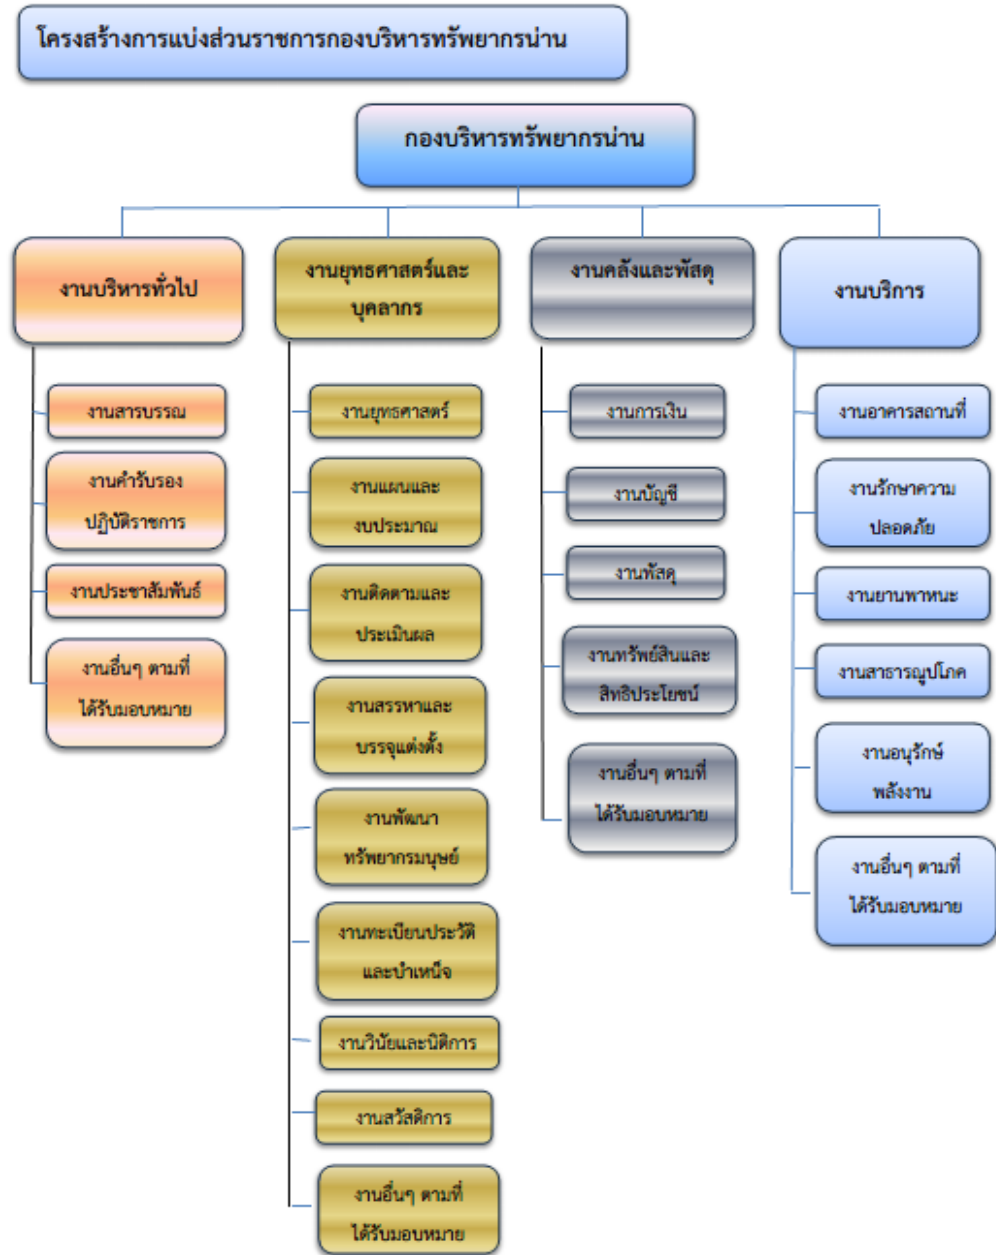 โครงสร้างการแบ่งส่วนราชการกองบริหารทรัพยากรน่าน
กองบริหารทรัพยากรน่าน
งานบริหารทั่วไป
งานสารบรรณ
งานคำรับรอง
ปฏิบัติราชการ
งานประชาสัมพันธ์
งานอื่นๆ ตามที่
ได้รับมอบหมาย
งานยุทธศาสตร์และ
บุคลากร
งานยุทธศาสตร์
งานแผนและ
งบประมาณ
งานติดตามและ
ประเมินผล
งานสรรหาและ
บรรจุแต่งตั้ง
งานพัฒนา
ทรัพยากรมนุษย์
งานทะเบียนประวัติ
และบำเหน็จ
งานวินัยและนิติการ
งานสวัสดิการ
งานอื่นๆ ตามที่
ได้รับมอบหมาย
งานคลังและพัสดุ
งานการเงิน
งานบัญชี
งานพัสดุ
งานทรัพย์สินและ
สิทธิประโยชน์
งานอื่นๆ ตามที่
ได้รับมอบหมาย
งานบริการ
งานอาคารสถานที่
งานรักษาความ
ปลอดภัย
งานยานพาหนะ
งานสาธารณูปโภค
งานอนุรักษ์
พลังงาน
งานอื่นๆ ตามที่
ได้รับมอบหมาย